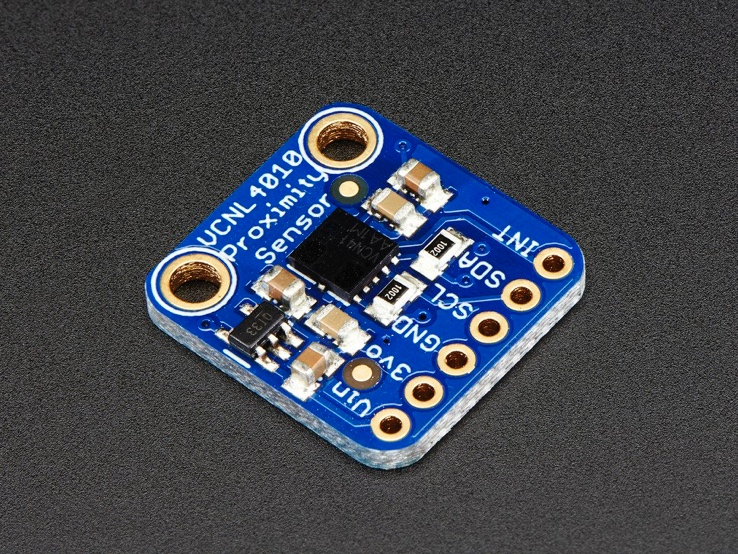 VCNL4010
Proximity
Sensor
INT
SDA
SCL
GND
3vo
Vin
1002
1002